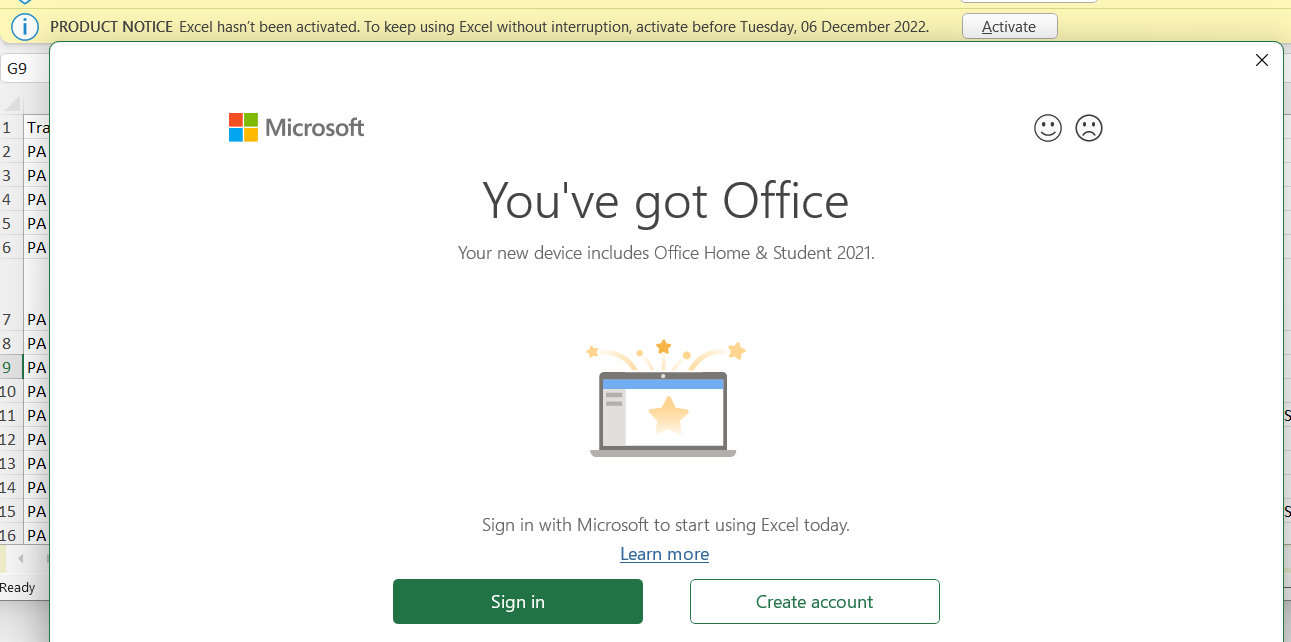 PRODUCT NOTICE Excel hasn't been activated. To keep using Excel without interruption, activate before Tuesday, 06 December 2022. Activate
G9
Microsoft
You've got Office
Your new device includes Office Home & Student 2021.
1 Tra
2 PA
3 PA
4 PA
5 PA
6 PA
7 PA
8 PA
9 PA
10 PA
11 PA S
12 PA
13 PA
14 PA
15 PA S
16 PA
Sign in with Microsoft to start using Excel today.
Learn more
Ready
Sign in Create account